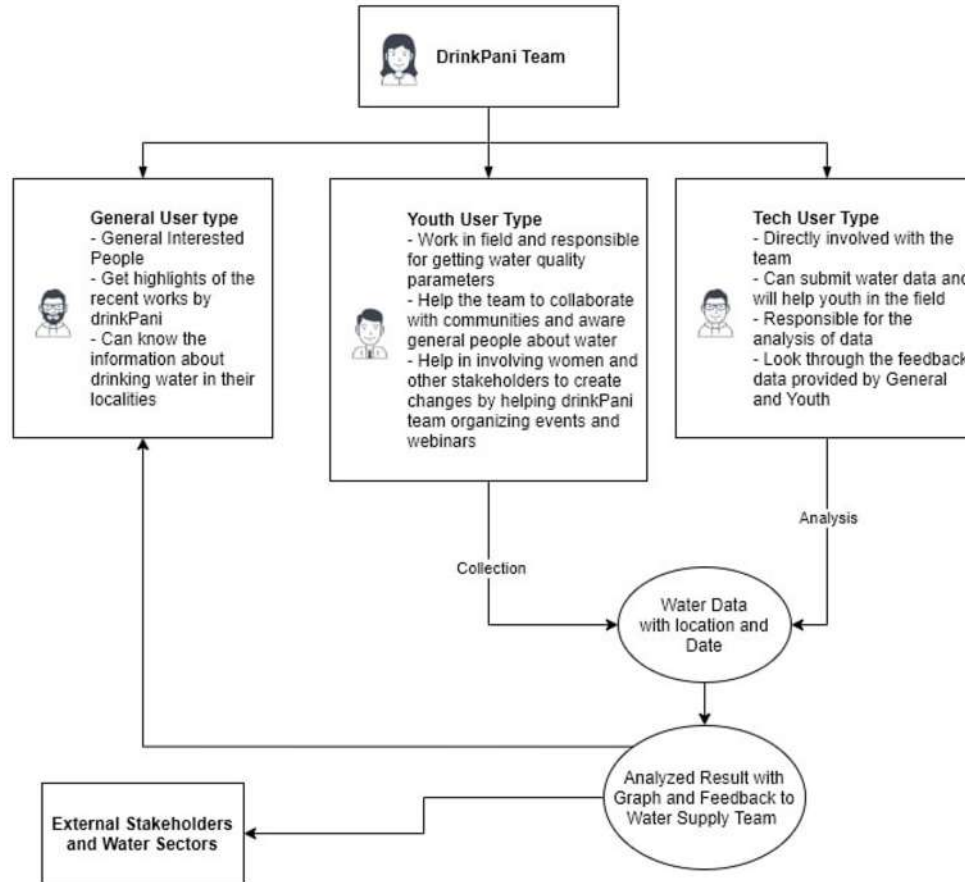 DrinkPani Team
General User type
- General Interested
People
- Get highlights of the
recent works by
drinkPani
- Can know the
information about
drinking water in their
localities
Youth User Type
- Work in field and responsible
for getting water quality
parameters
- Help the team to collaborate
with communities and aware
general people about water
- Help in involving women and
other stakeholders to create
changes by helping drinkPani
team organizing events and
webinars
Tech User Type
- Directly involved with the
team
- Can submit water data and
will help youth in the field
- Responsible for the
analysis of data
- Look through the feedback
data provided by General
and Youth
Collection
Analysis
Water Data
with location and
Date
Analyzed Result with
Graph and Feedback to
Water Supply Team
External Stakeholders
and Water Sectors